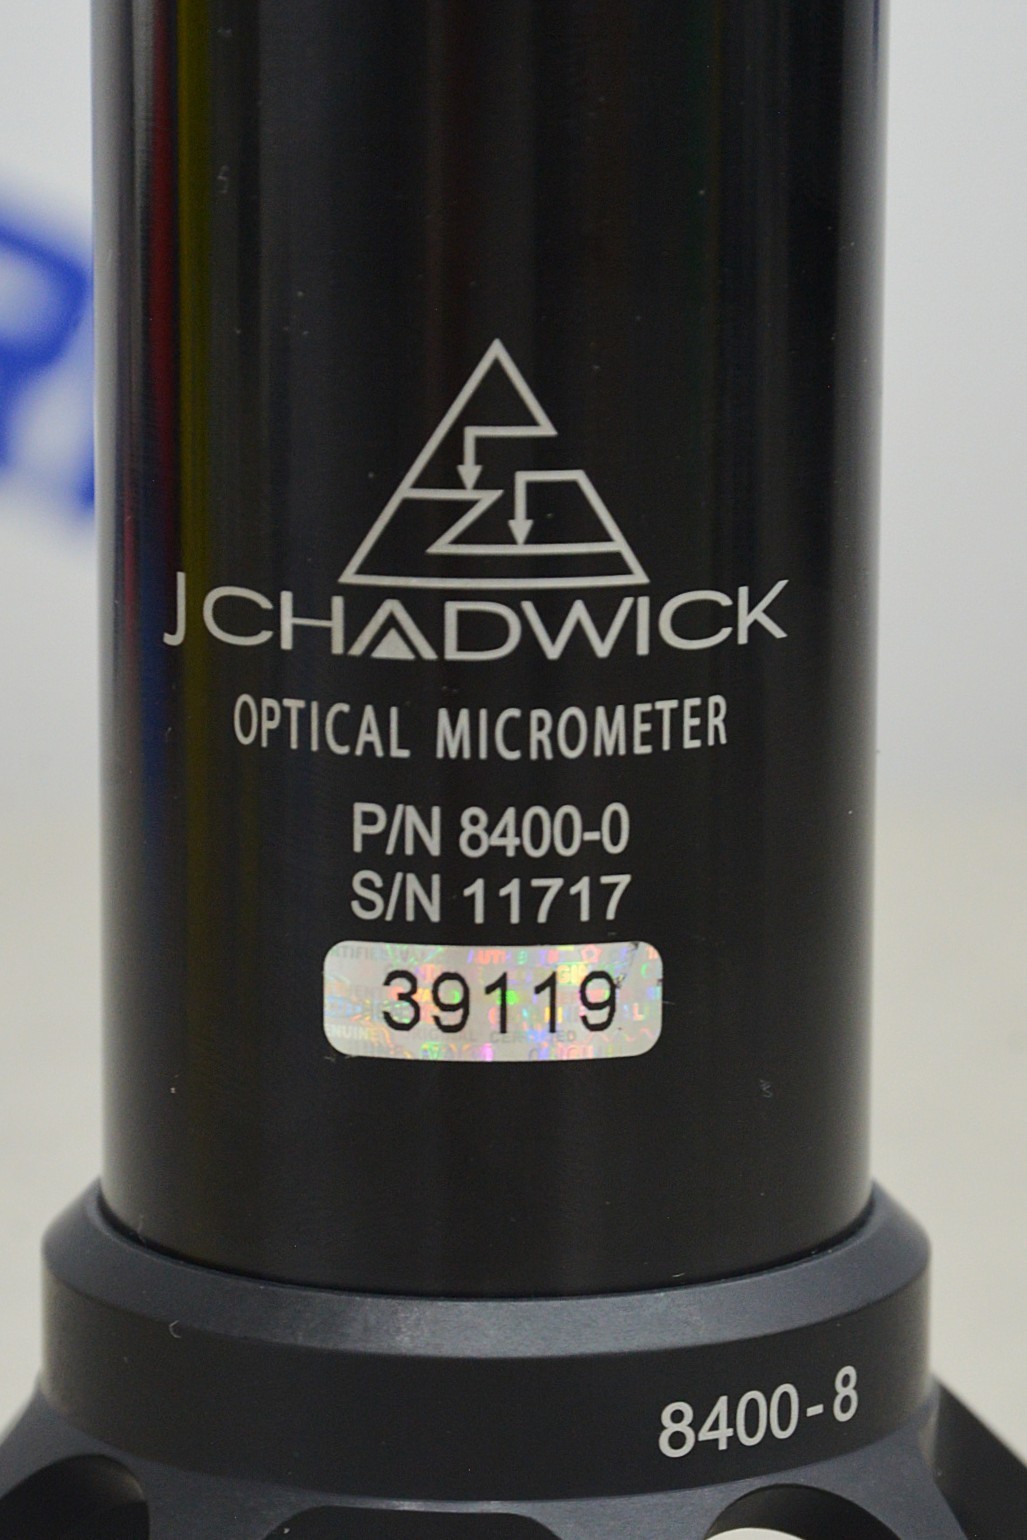 JCHADWICK
OPTICAL MICROMETER
P/N 8400-0
S/N 11717
39119
8400-8